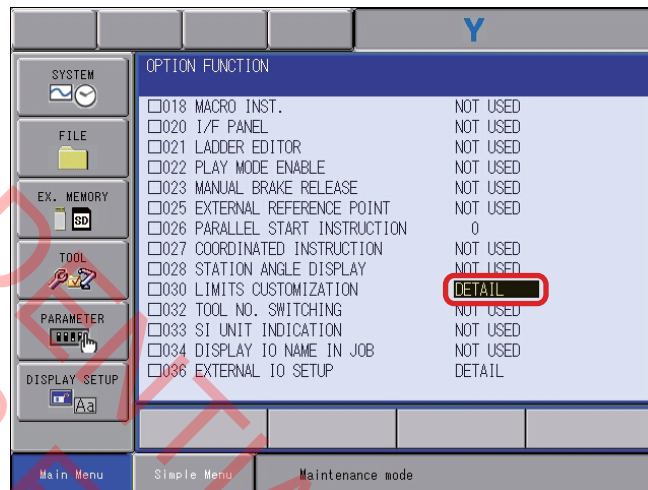 Y
SYSTEM
FILE
EX. MEMORY
SD
TOOL
PARAMETER
DISPLAY SETUP
Aa
OPTION FUNCTION
018 MACRO INST. NOT USED
020 I/F PANEL NOT USED
021 LADDER EDITOR NOT USED
022 PLAY MODE ENABLE NOT USED
023 MANUAL BRAKE RELEASE NOT USED
025 EXTERNAL REFERENCE POINT NOT USED
026 PARALLEL START INSTRUCTION 0
027 COORDINATED INSTRUCTION NOT USED
028 STATION ANGLE DISPLAY NOT USED
030 LIMITS CUSTOMIZATION DETAIL
032 TOOL NO. SWITCHING NOT USED
033 SI UNIT INDICATION NOT USED
034 DISPLAY IO NAME IN JOB NOT USED
036 EXTERNAL IO SETUP DETAIL
Main Menu Simple Menu Maintenance mode